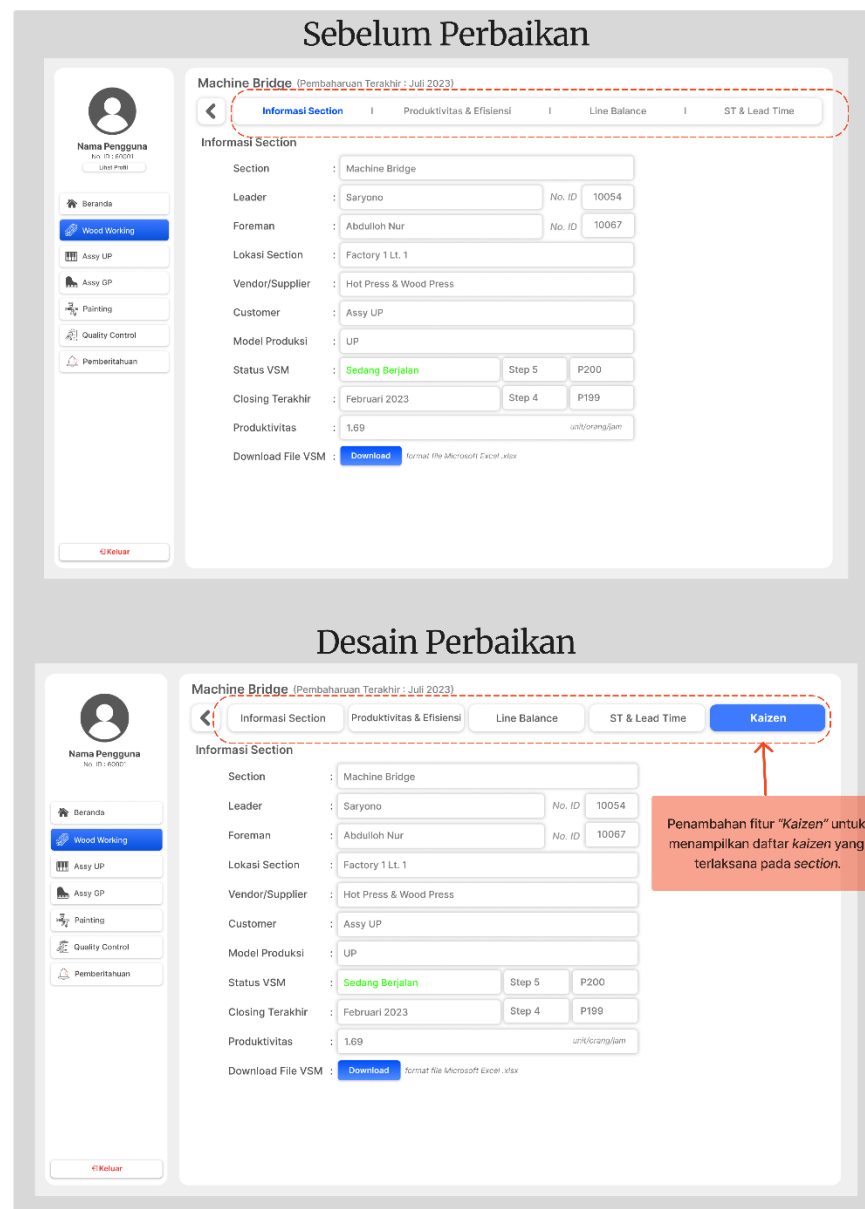 Sebelum Perbaikan
Machine Bridge (Pembaharuan Terakhir : Juli 2023)
Informasi Section I Produktivitas & Efisiensi I Line Balance I ST & Lead Time
Nama Pengguna
No. ID : 60001
Lihat Profil
Beranda
Wood Working
Assy UP
Assy GP
Painting
Quality Control
Pemberitahuan
Keluar
Informasi Section
Section : Machine Bridge
Leader : Saryono No. ID 10054
Foreman : Abdulloh Nur No. ID 10067
Lokasi Section : Factory 1 Lt. 1
Vendor/Supplier : Hot Press & Wood Press
Customer : Assy UP
Model Produksi : UP
Status VSM : Sedang Berjalan Step 5 P200
Closing Terakhir : Februari 2023 Step 4 P199
Produktivitas : 1.69 unit/orang/jam
Download File VSM : Download format file Microsoft Excel .xlsx
Desain Perbaikan
Machine Bridge (Pembaharuan Terakhir : Juli 2023)
Informasi Section Produktivitas & Efisiensi Line Balance ST & Lead Time Kaizen
Nama Pengguna
No. ID : 60001
Beranda
Wood Working
Assy UP
Assy GP
Painting
Quality Control
Pemberitahuan
Keluar
Informasi Section
Section : Machine Bridge
Leader : Saryono No. ID 10054
Foreman : Abdulloh Nur No. ID 10067
Lokasi Section : Factory 1 Lt. 1
Vendor/Supplier : Hot Press & Wood Press
Customer : Assy UP
Model Produksi : UP
Status VSM : Sedang Berjalan Step 5 P200
Closing Terakhir : Februari 2023 Step 4 P199
Produktivitas : 1.69 unit/orang/jam
Download File VSM : Download format file Microsoft Excel .xlsx
Penambahan fitur "Kaizen" untuk
menampilkan daftar kaizen yang
terlaksana pada section.